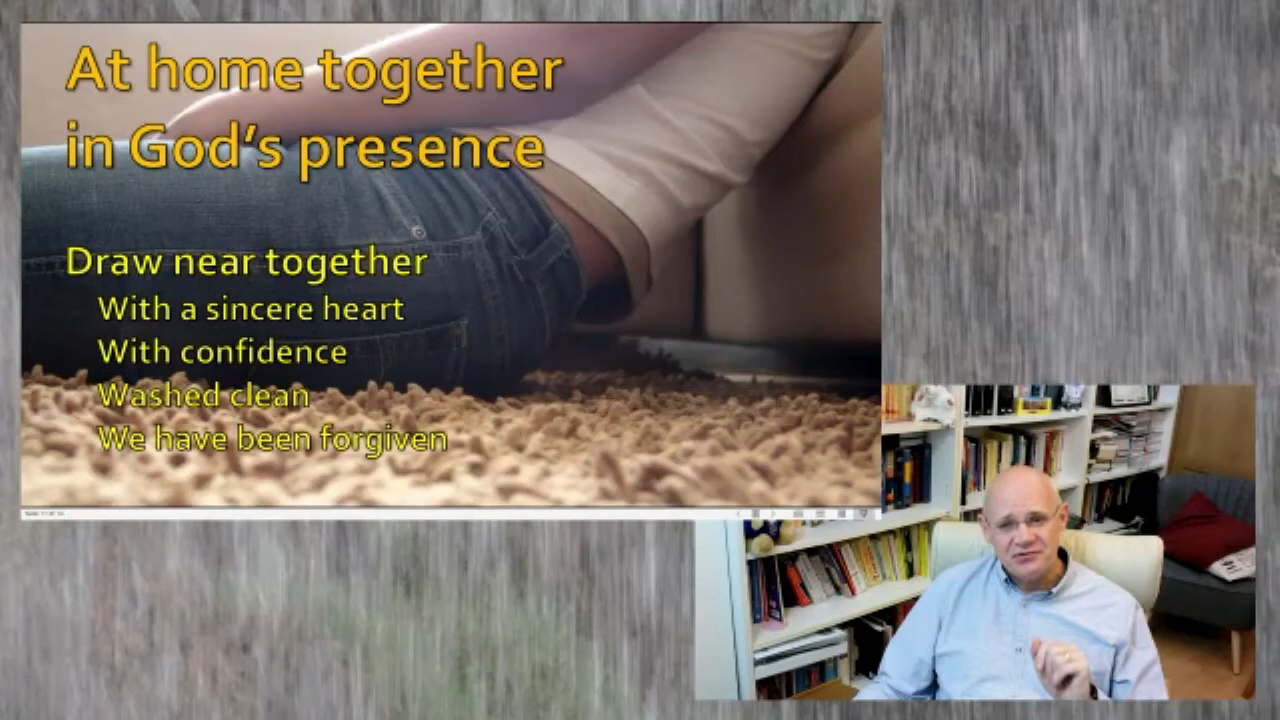 At home together
in God's presence
Draw near together
With a sincere heart
With confidence
Washed clean
We have been forgiven